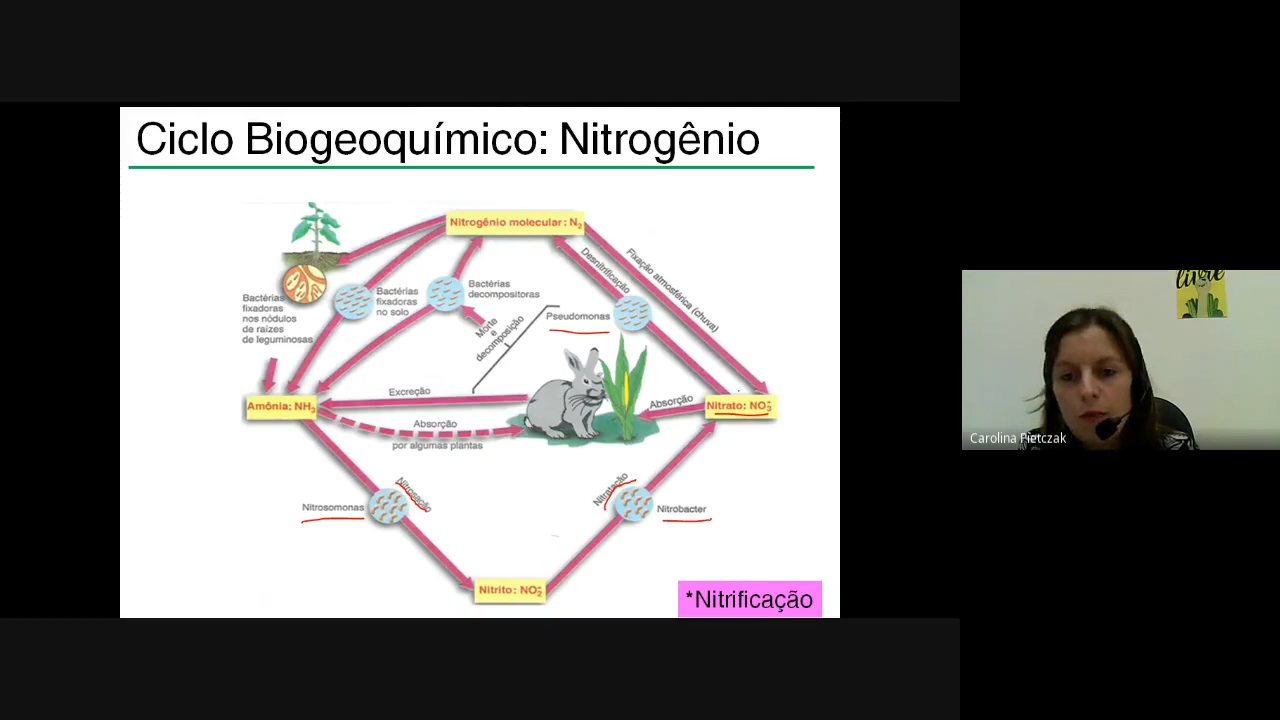 Ciclo Biogeoquímico: Nitrogênio
Nitrogênio molecular: N₂
Desnitrificação
Fixação atmosférica (chuva)
Bactérias
fixadoras
nos nódulos
de raízes
de leguminosas
Bactérias
fixadoras
no solo
Bactérias
decompositoras
Morte
e
decomposição
Pseudomonas
Amônia: NH₃
Excreção
Absorção
por algumas plantas
Absorção
Nitrato: NO₃⁻
Nitrosomonas
Nitrosação
Nitratação
Nitrobacter
Nitrito: NO₂⁻
*Nitrificação
libre
Carolina Pietczak